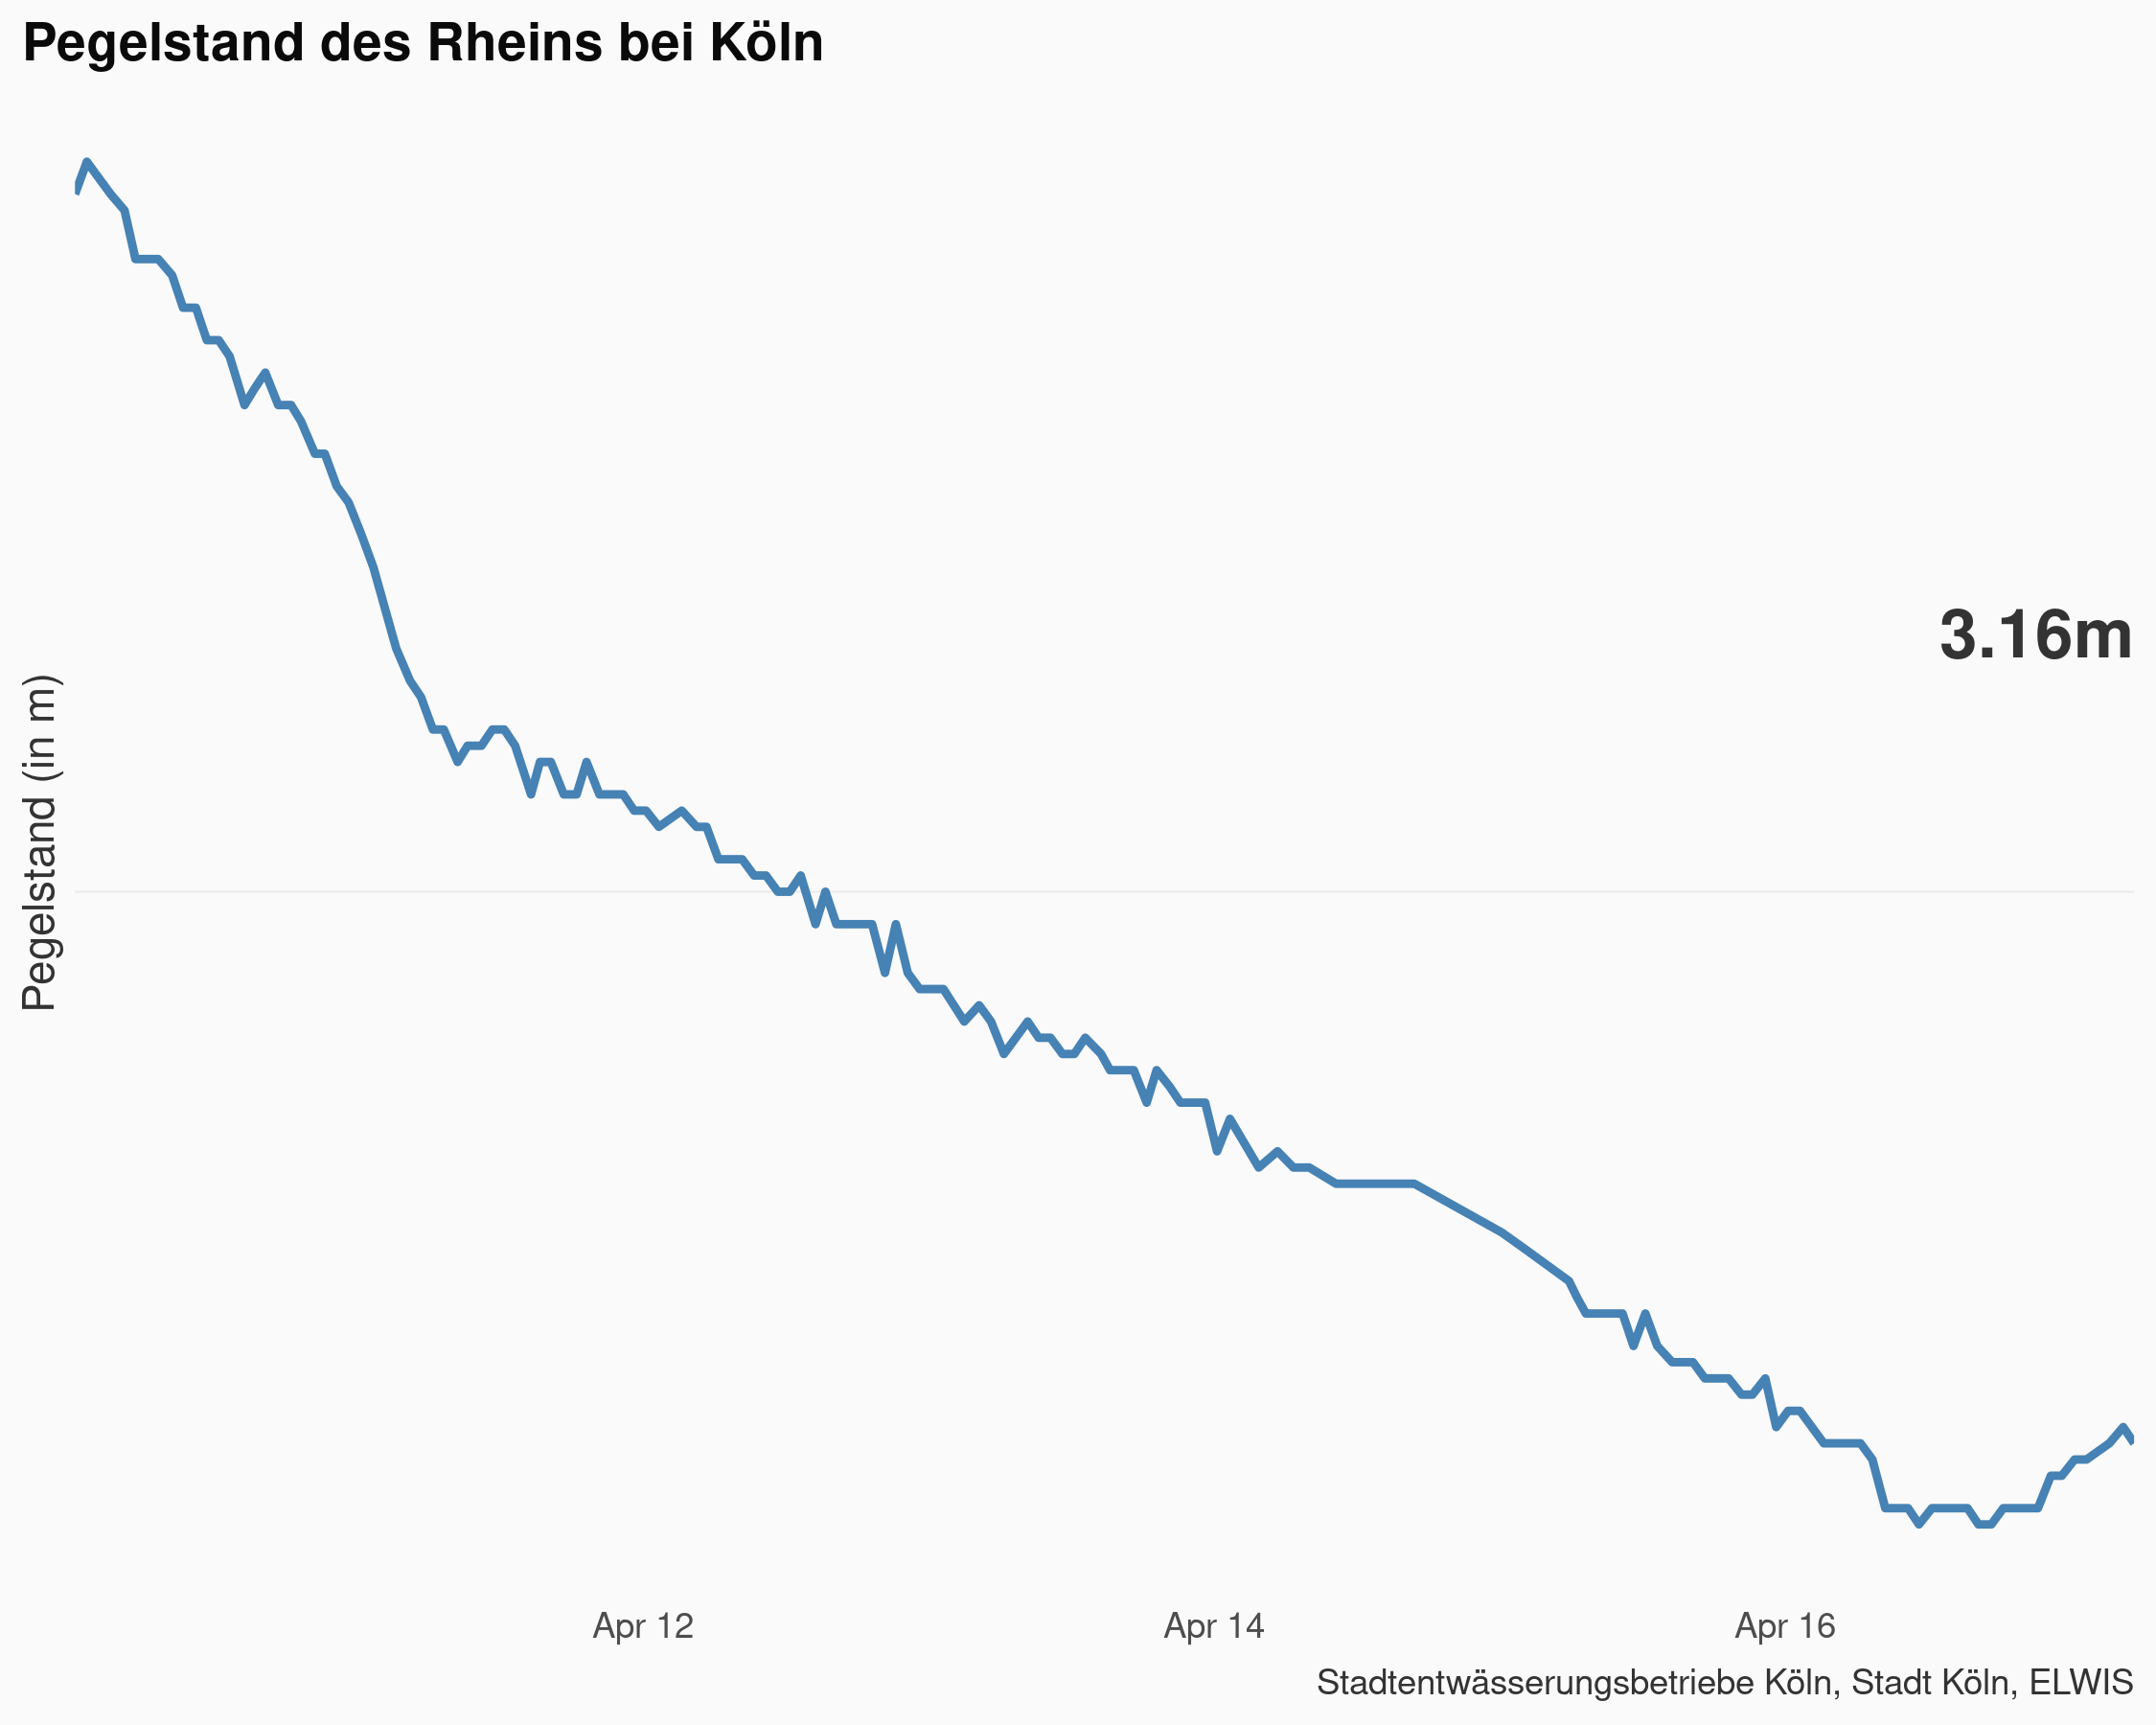 Pegelstand des Rheins bei Köln
3.16m
Pegelstand (in m)
Apr 12
Apr 14
Apr 16
Stadtentwässerungsbetriebe Köln, Stadt Köln, ELWIS